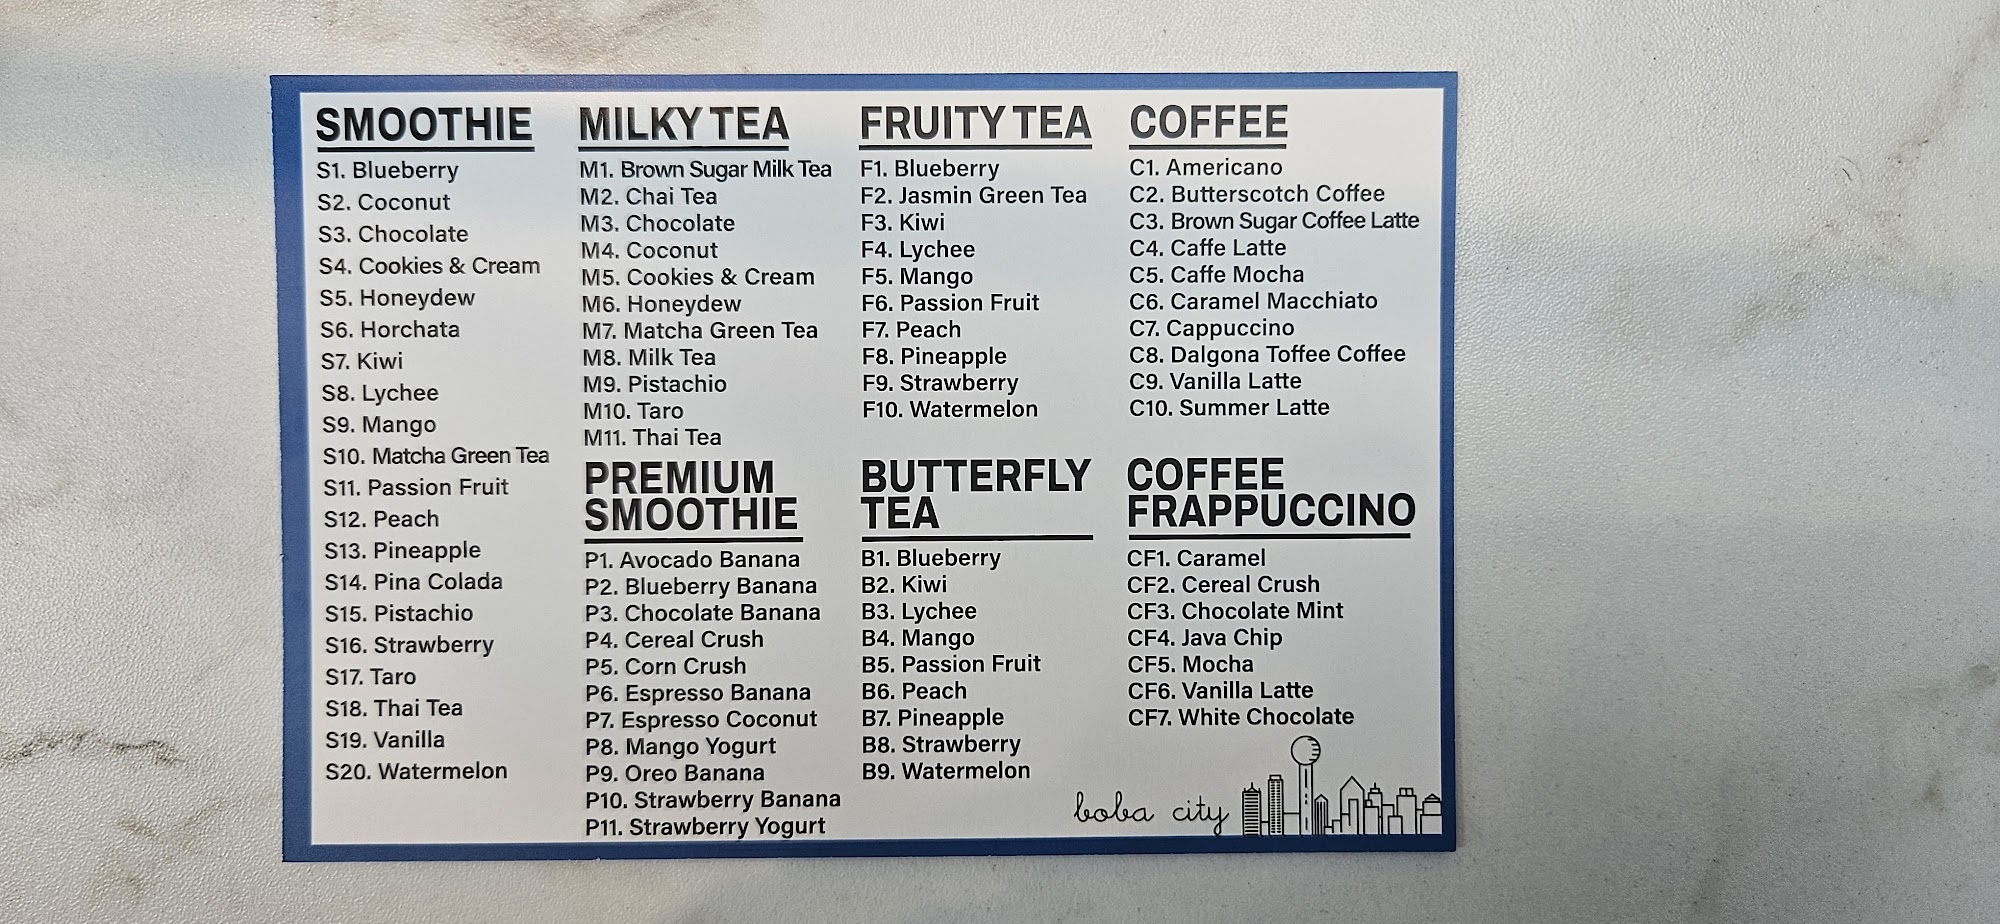 SMOOTHIE
S1. Blueberry
S2. Coconut
S3. Chocolate
S4. Cookies & Cream
S5. Honeydew
S6. Horchata
S7. Kiwi
S8. Lychee
S9. Mango
S10. Matcha Green Tea
S11. Passion Fruit
S12. Peach
S13. Pineapple
S14. Pina Colada
S15. Pistachio
S16. Strawberry
S17. Taro
S18. Thai Tea
S19. Vanilla
S20. Watermelon
MILKY TEA
M1. Brown Sugar Milk Tea
M2. Chai Tea
M3. Chocolate
M4. Coconut
M5. Cookies & Cream
M6. Honeydew
M7. Matcha Green Tea
M8. Milk Tea
M9. Pistachio
M10. Taro
M11. Thai Tea
PREMIUM
SMOOTHIE
P1. Avocado Banana
P2. Blueberry Banana
P3. Chocolate Banana
P4. Cereal Crush
P5. Corn Crush
P6. Espresso Banana
P7. Espresso Coconut
P8. Mango Yogurt
P9. Oreo Banana
P10. Strawberry Banana
P11. Strawberry Yogurt
FRUITY TEA
F1. Blueberry
F2. Jasmin Green Tea
F3. Kiwi
F4. Lychee
F5. Mango
F6. Passion Fruit
F7. Peach
F8. Pineapple
F9. Strawberry
F10. Watermelon
BUTTERFLY
TEA
B1. Blueberry
B2. Kiwi
B3. Lychee
B4. Mango
B5. Passion Fruit
B6. Peach
B7. Pineapple
B8. Strawberry
B9. Watermelon
COFFEE
C1. Americano
C2. Butterscotch Coffee
C3. Brown Sugar Coffee Latte
C4. Caffe Latte
C5. Caffe Mocha
C6. Caramel Macchiato
C7. Cappuccino
C8. Dalgona Toffee Coffee
C9. Vanilla Latte
C10. Summer Latte
COFFEE
FRAPPUCCINO
CF1. Caramel
CF2. Cereal Crush
CF3. Chocolate Mint
CF4. Java Chip
CF5. Mocha
CF6. Vanilla Latte
CF7. White Chocolate
boba city